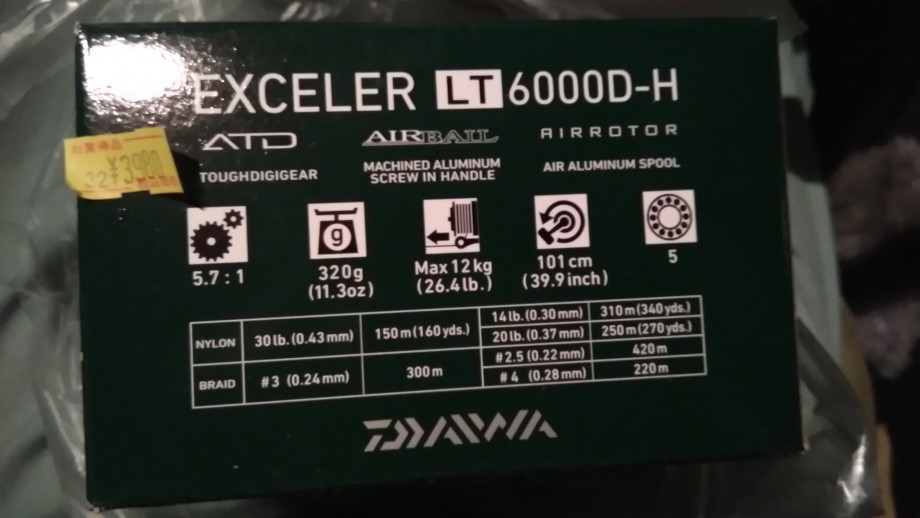 EXCELER LT 6000D-H
ATD AIRBAIL AIRROTOR
TOUGHDIGIGEAR MACHINED ALUMINUM SCREW IN HANDLE AIR ALUMINUM SPOOL
¥3980
g
5.7 : 1
320g
(11.3oz)
Max 12kg
(26.4lb.)
101 cm
(39.9inch)
5
NYLON 30lb.(0.43mm) 150m(160yds.) 14lb.(0.30mm) 310m(340yds.)
20lb.(0.37mm) 250m(270yds.)
BRAID #3 (0.24mm) 300m #2.5 (0.22mm) 420m
#4 (0.28mm) 220m
DAIWA